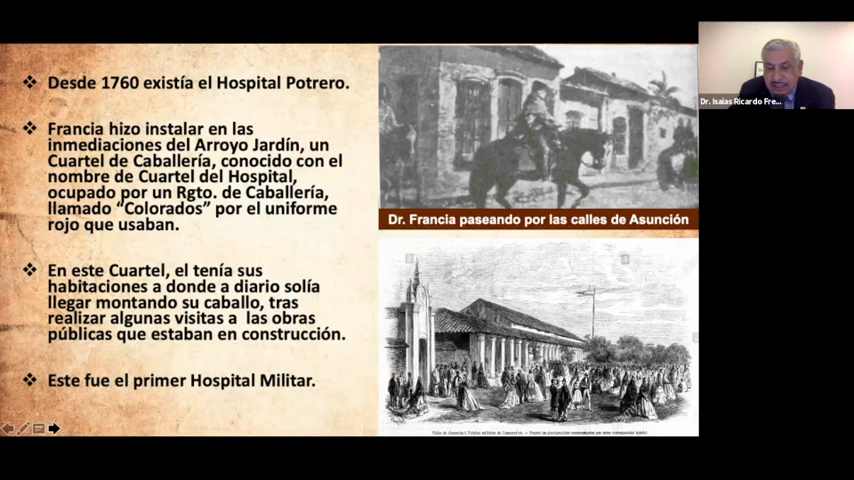 Desde 1760 existía el Hospital Potrero.
Francia hizo instalar en las
inmediaciones del Arroyo Jardín, un
Cuartel de Caballería, conocido con el
nombre de Cuartel del Hospital,
ocupado por un Rgto. de Caballería,
llamado “Colorados” por el uniforme
rojo que usaban.
En este Cuartel, el tenía sus
habitaciones a donde a diario solía
llegar montando su caballo, tras
realizar algunas visitas a las obras
públicas que estaban en construcción.
Este fue el primer Hospital Militar.
Dr. Francia paseando por las calles de Asunción
Dr. Isaías Ricardo Fre...